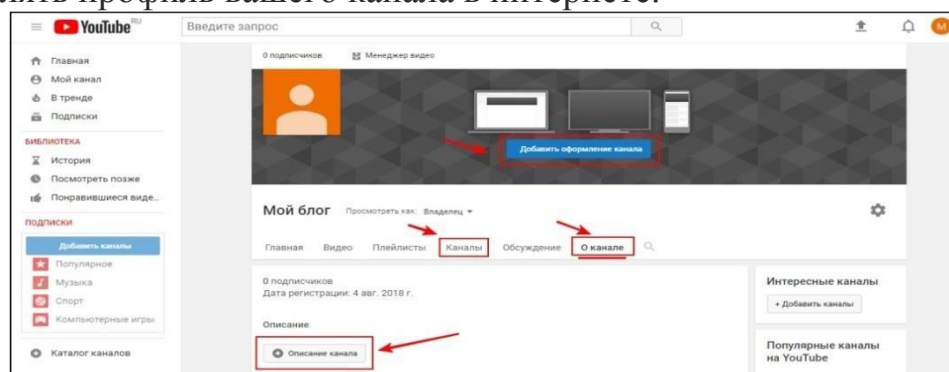 лять профиль вашего канала в интернете.
YouTube RU
Введите запрос
Главная
Мой канал
В тренде
Подписки
БИБЛИОТЕКА
История
Посмотреть позже
Понравившиеся виде...
ПОДПИСКИ
Добавить каналы
Популярное
Музыка
Спорт
Компьютерные игры
Каталог каналов
0 подписчиков Менеджер видео
Добавить оформление канала
Мой блог Просмотреть как: Владелец
Главная Видео Плейлисты Каналы Обсуждение О канале
0 подписчиков
Дата регистрации: 4 авг. 2018 г.
Описание
Описание канала
Интересные каналы
+ Добавить каналы
Популярные каналы
на YouTube
M